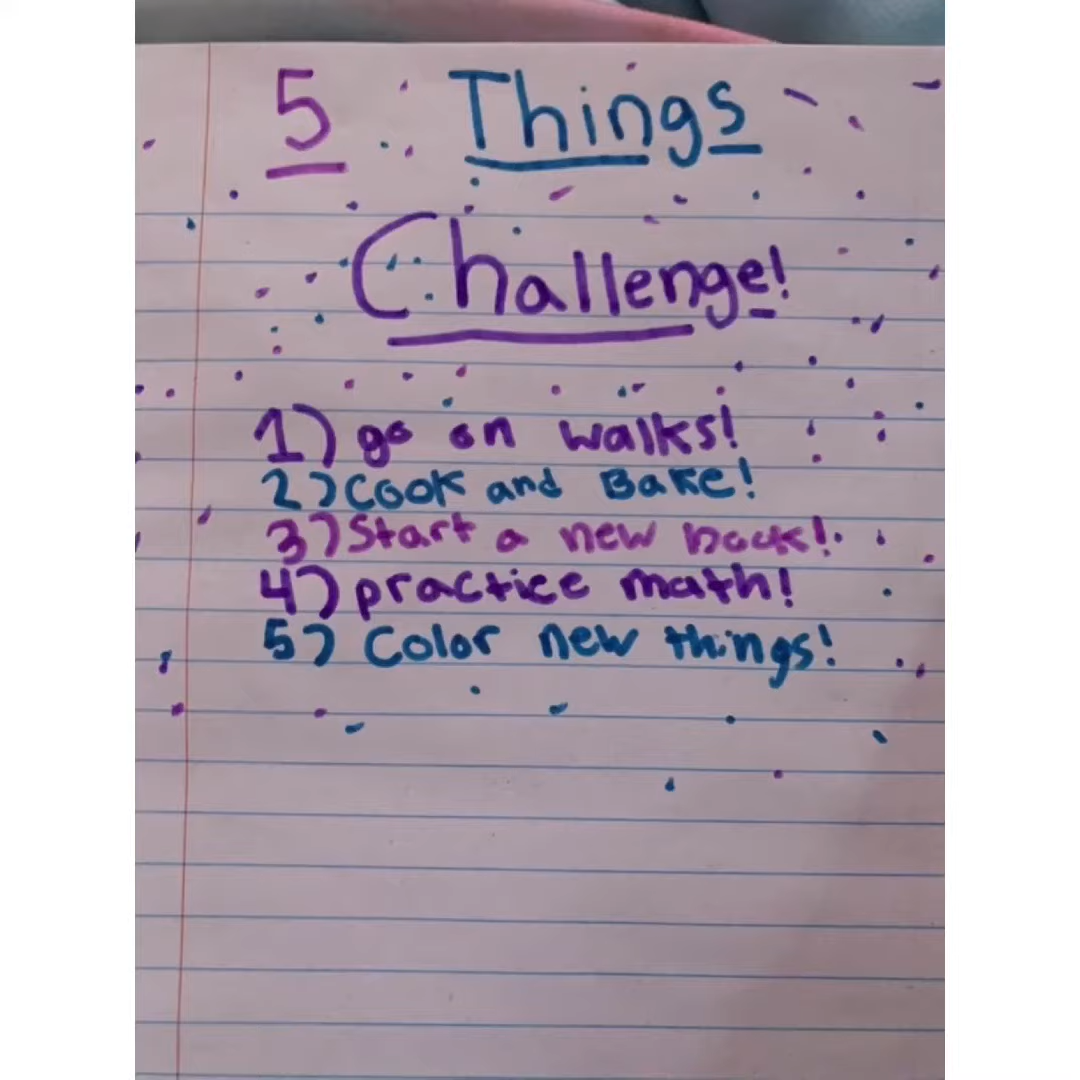 5 Things
Challenge!
1) go on walks!
2) Cook and Bake!
3) Start a new book!
4) practice math!
5) Color new things!